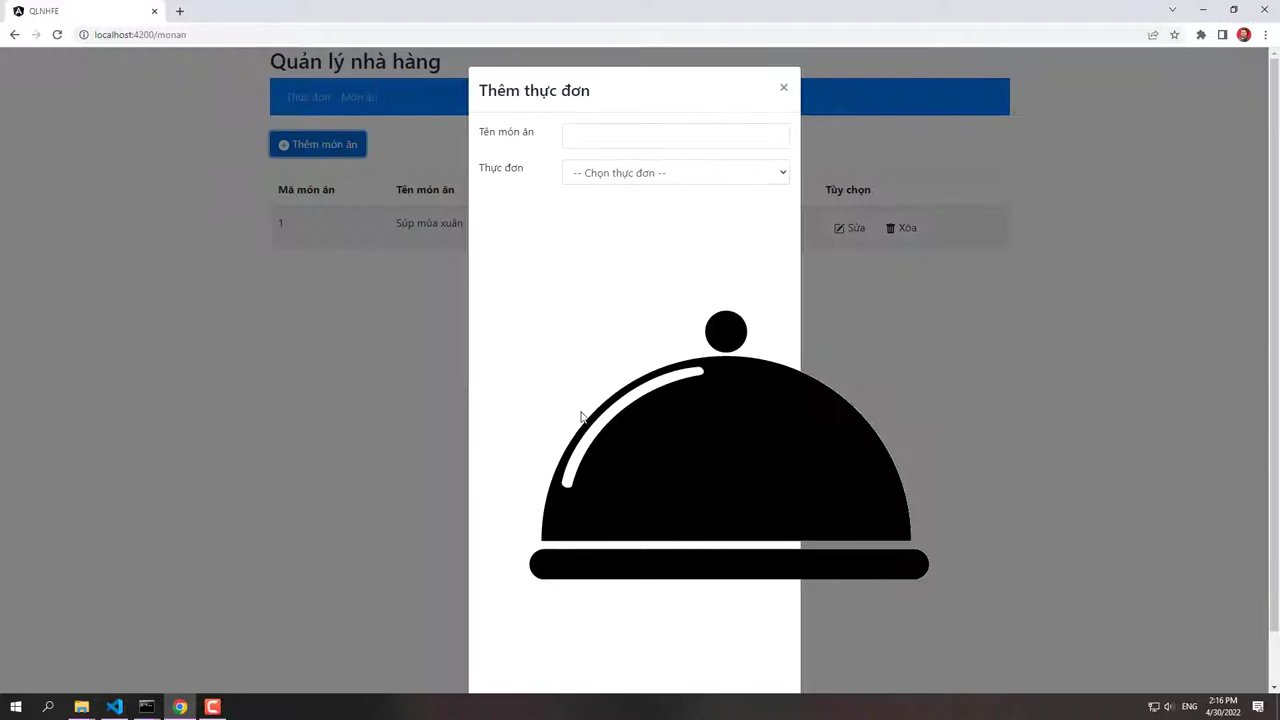 QLNHFE
localhost:4200/monan
Quản lý nhà hàng
Thực đơn Món ăn
Thêm món ăn
Mã món ăn Tên món ăn Tùy chọn
1 Súp mùa xuân Sửa Xóa
Thêm thực đơn ×
Tên món ăn
Thực đơn -- Chọn thực đơn --
ENG
2:16 PM
4/30/2022